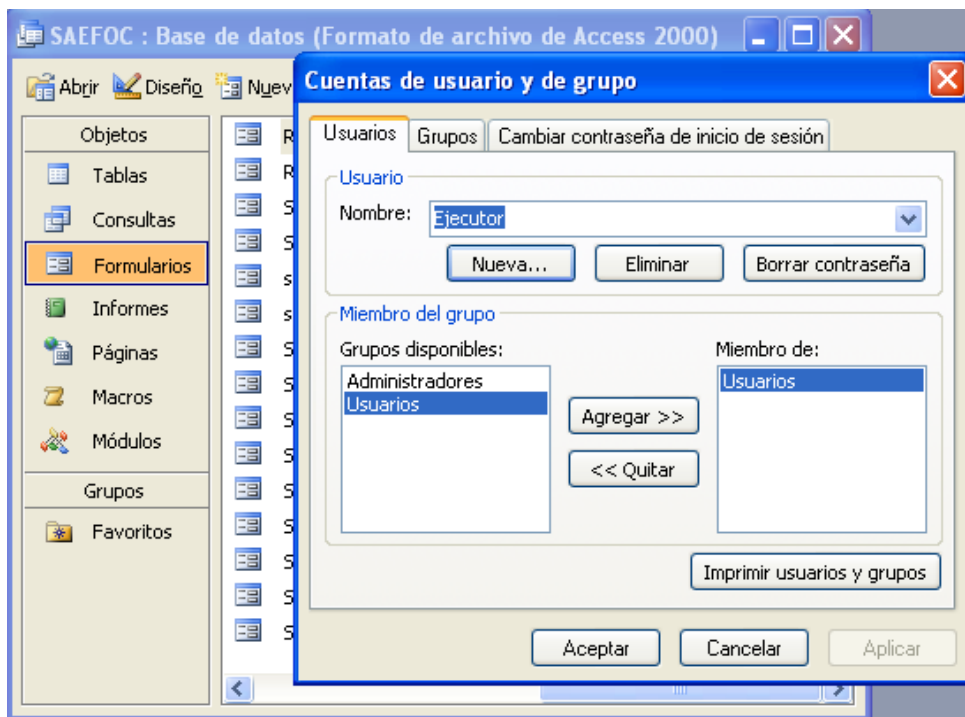 SAEFOC : Base de datos (Formato de archivo de Access 2000)
Abrir Diseño Nuev
Objetos
Tablas
Consultas
Formularios
Informes
Páginas
Macros
Módulos
Grupos
Favoritos
R
R
S
S
s
s
S
S
S
S
S
S
S
S
S
Cuentas de usuario y de grupo
Usuarios Grupos Cambiar contraseña de inicio de sesión
Usuario
Nombre: Ejecutor
Nueva... Eliminar Borrar contraseña
Miembro del grupo
Grupos disponibles: Miembro de:
Administradores Usuarios
Usuarios
Agregar >>
<< Quitar
Imprimir usuarios y grupos
Aceptar Cancelar Aplicar